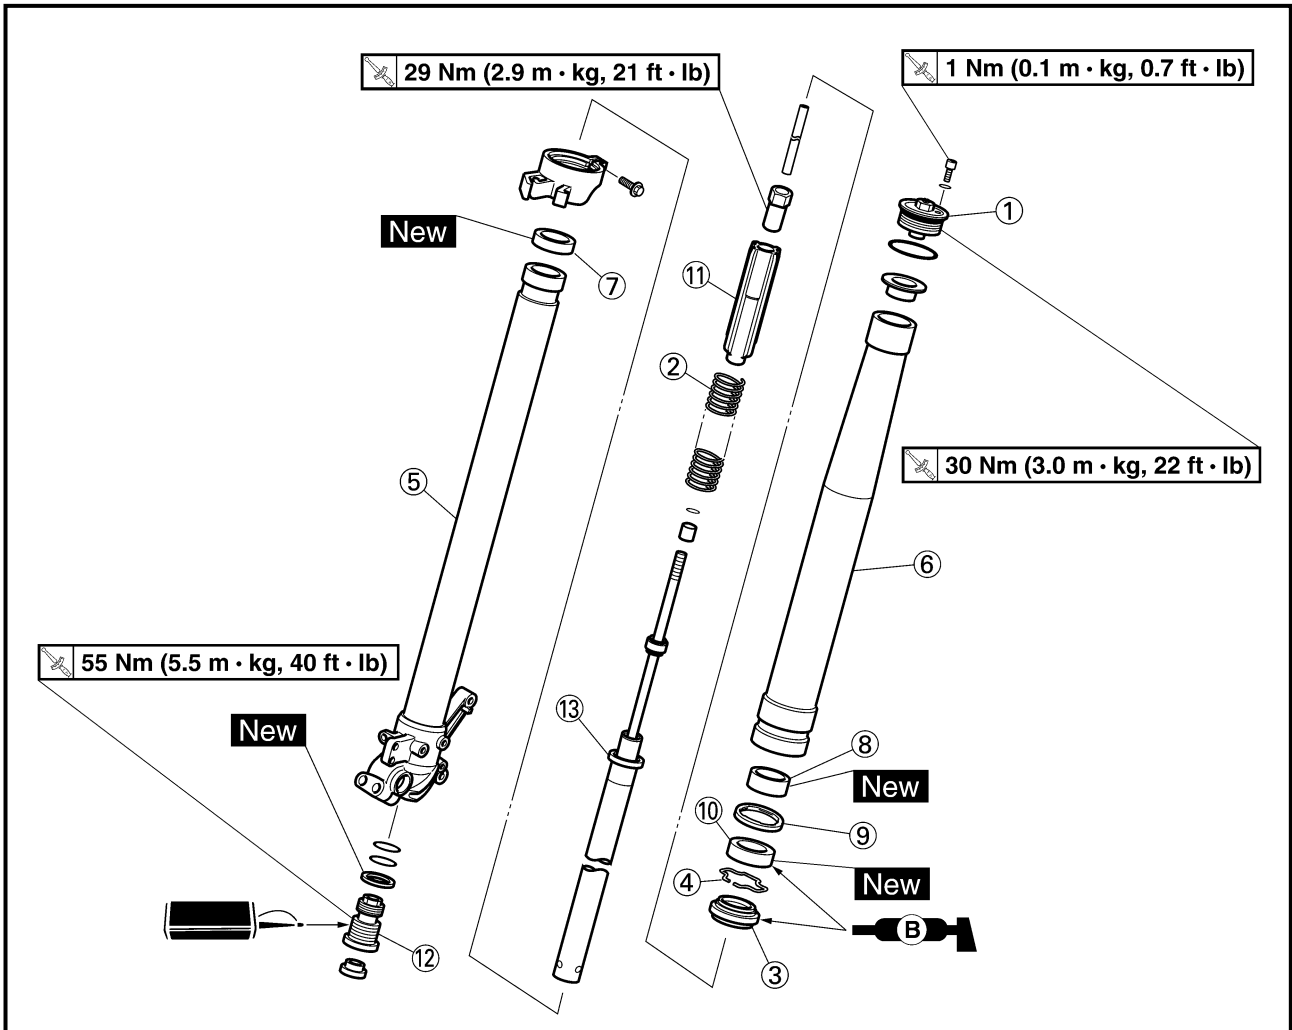 29 Nm (2.9 m · kg, 21 ft · lb)
1 Nm (0.1 m · kg, 0.7 ft · lb)
1
New
7
11
2
30 Nm (3.0 m · kg, 22 ft · lb)
5
6
55 Nm (5.5 m · kg, 40 ft · lb)
13
New
8
New
10
9
4
New
B
12
3